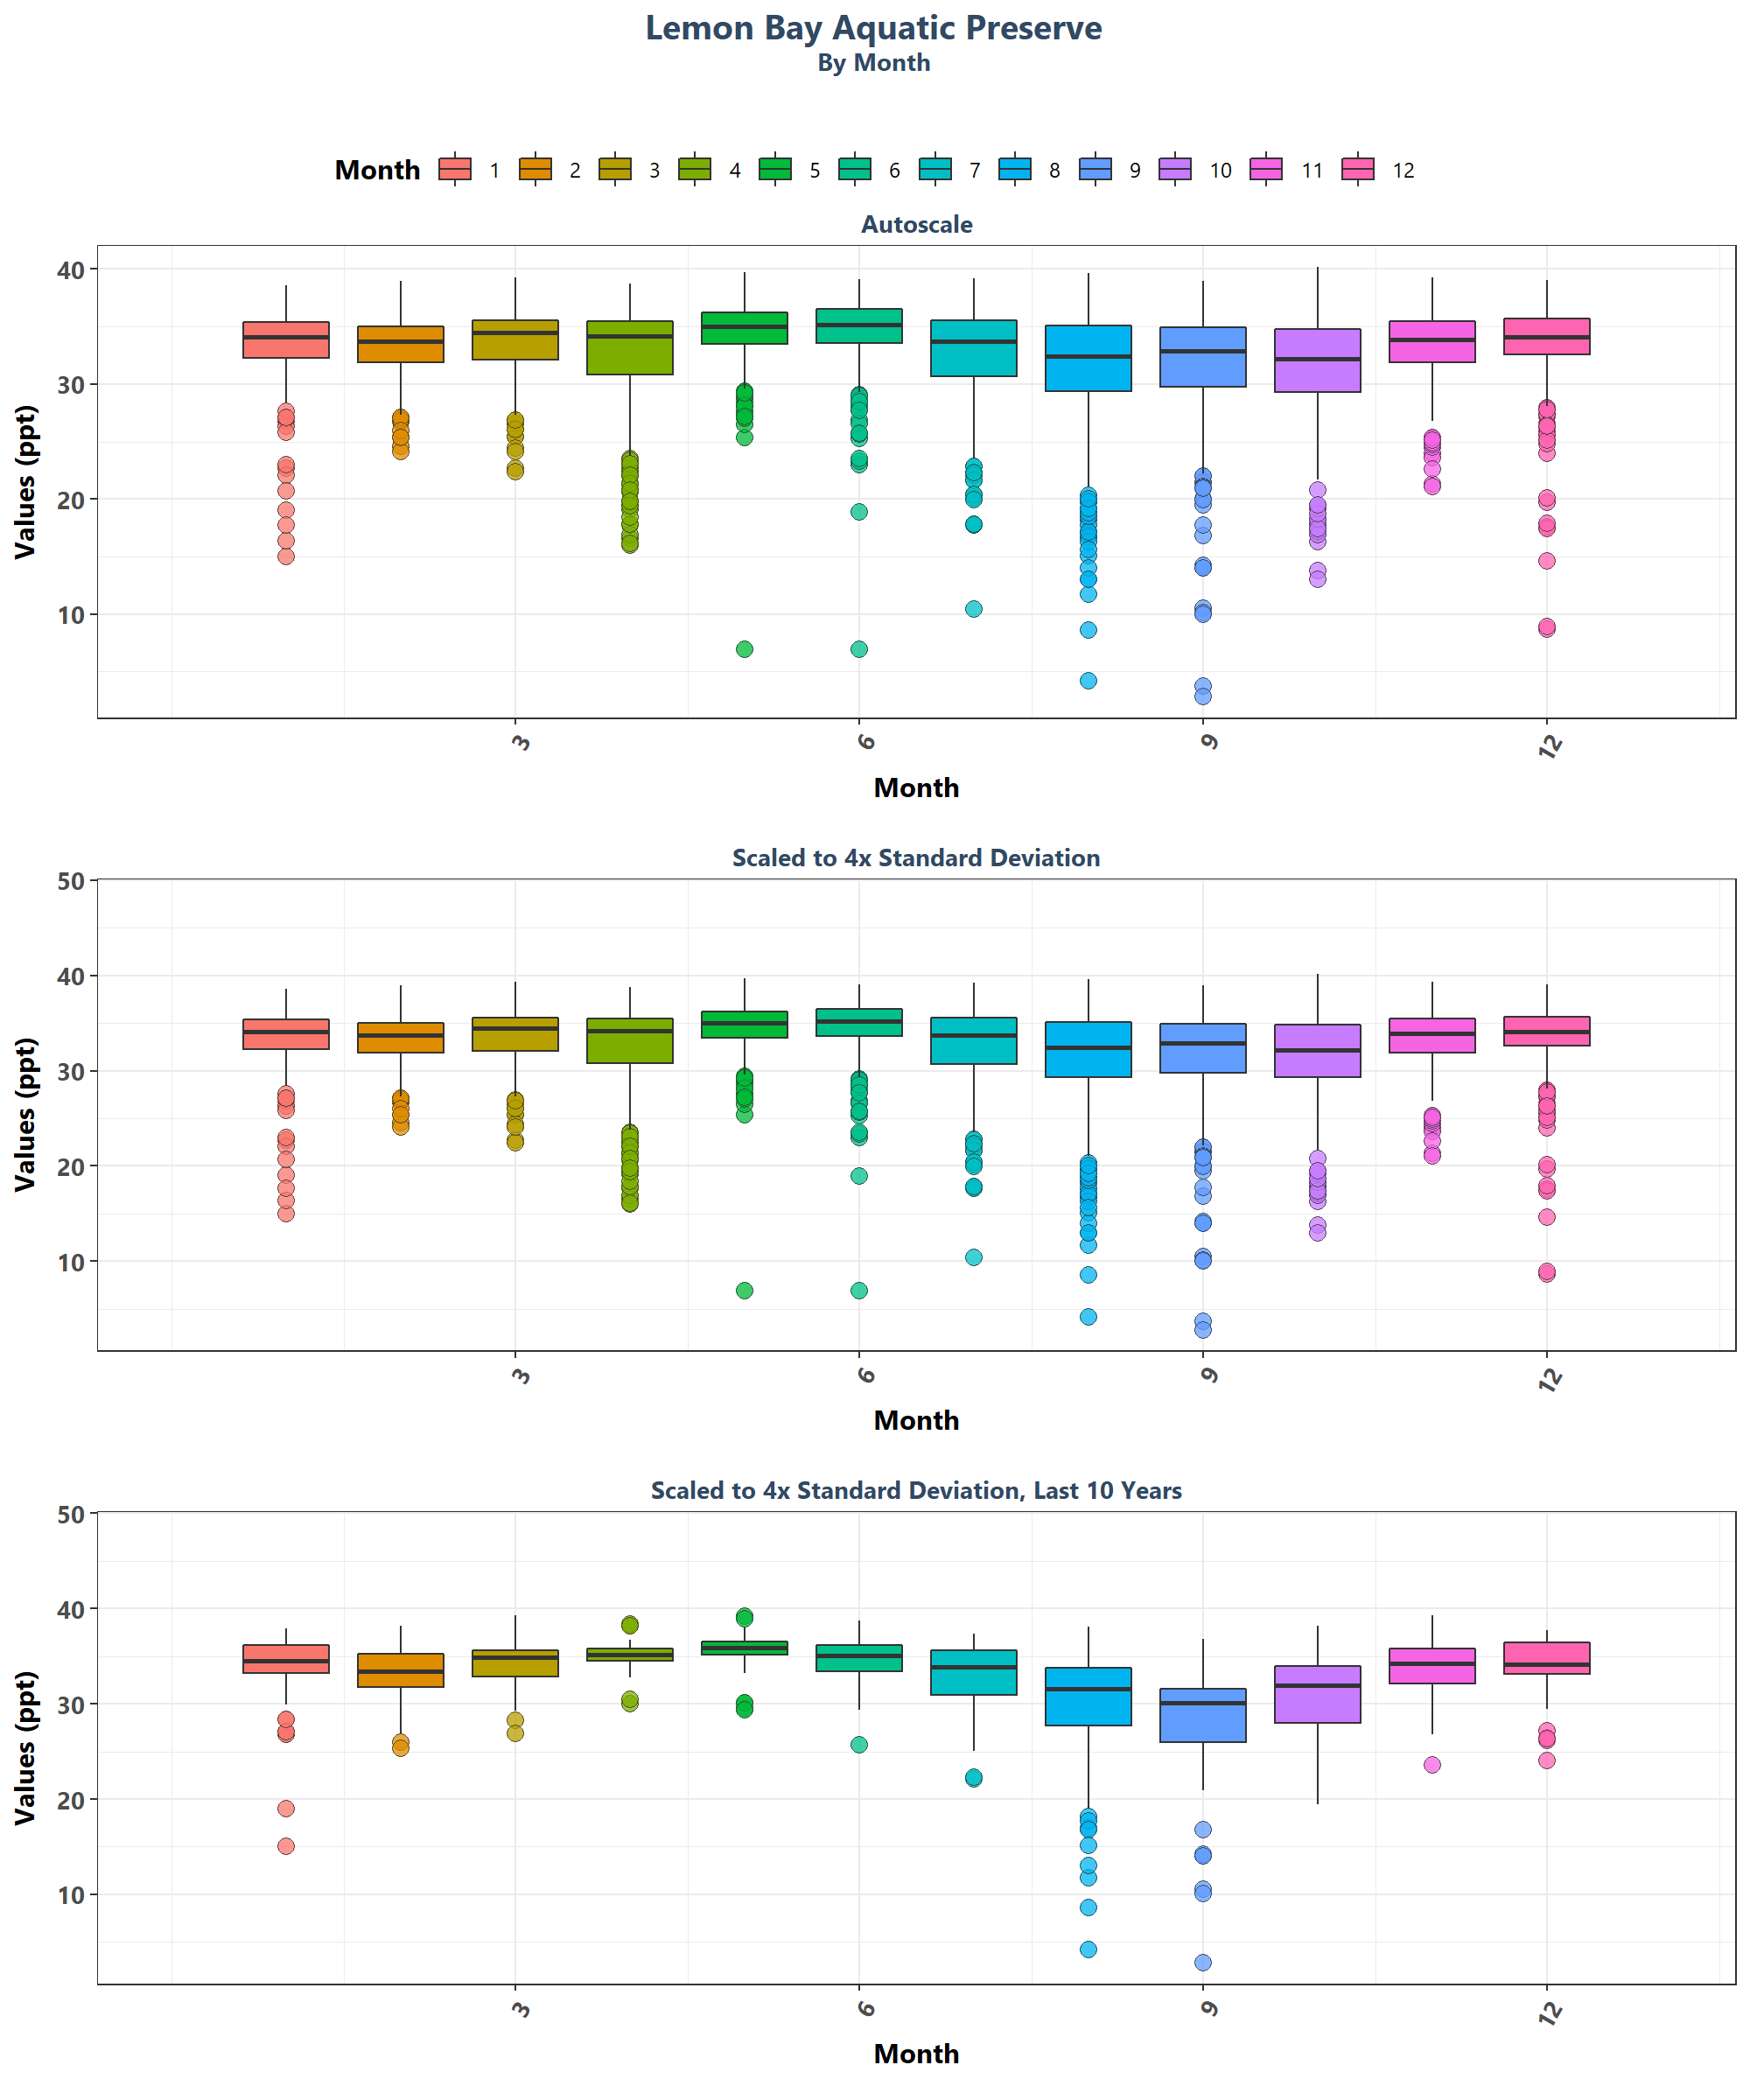 Lemon Bay Aquatic Preserve
By Month
Month 1 2 3 4 5 6 7 8 9 10 11 12
Autoscale
40
30
20
10
Values (ppt)
3 6 9 12
Month
Scaled to 4x Standard Deviation
50
40
30
20
10
Values (ppt)
3 6 9 12
Month
Scaled to 4x Standard Deviation, Last 10 Years
50
40
30
20
10
Values (ppt)
3 6 9 12
Month